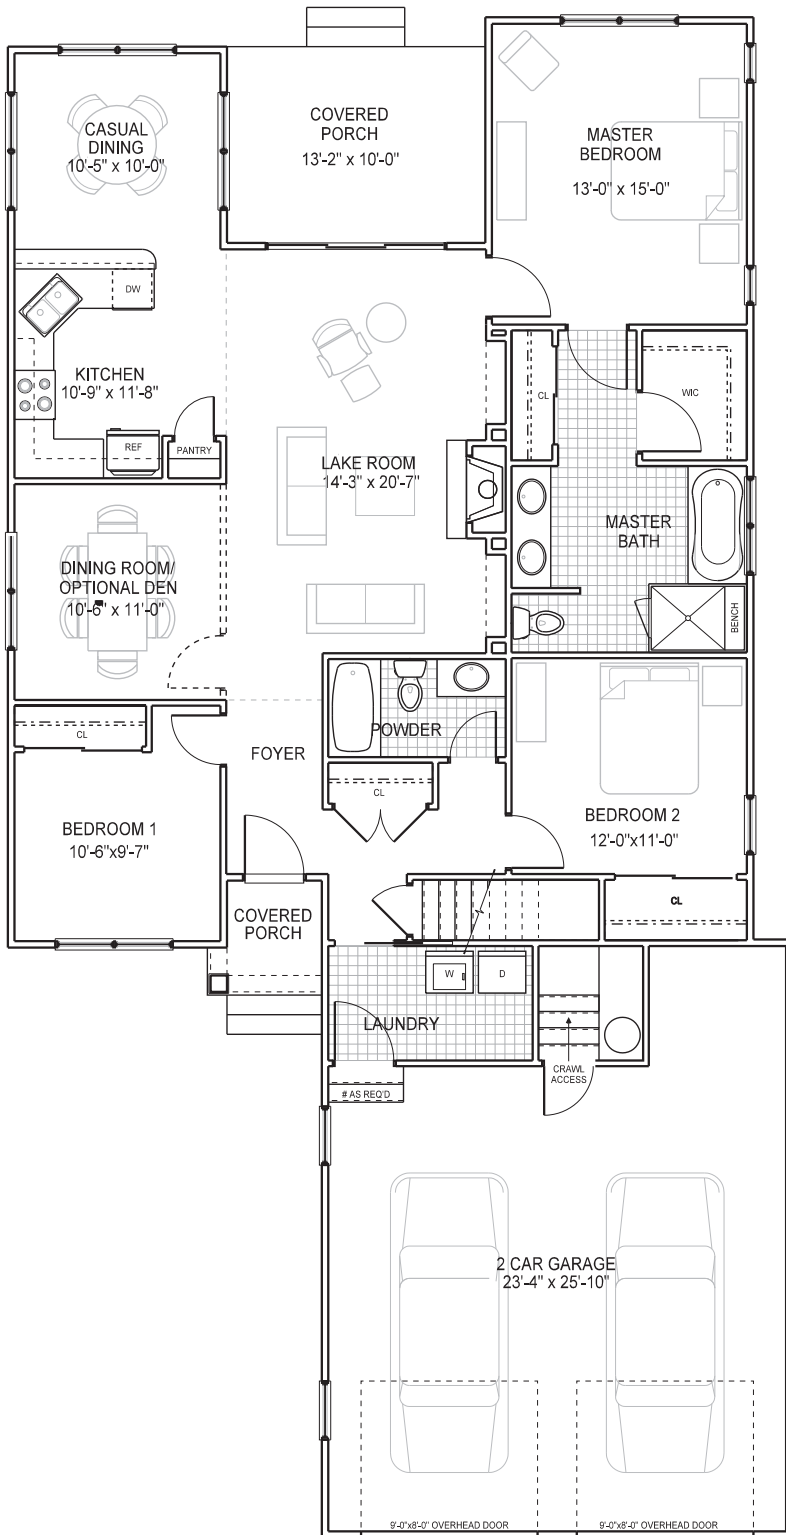 CASUAL
DINING
10'-5" x 10'-0"
COVERED
PORCH
13'-2" x 10'-0"
MASTER
BEDROOM
13'-0" x 15'-0"
DW
KITCHEN
10'-9" x 11'-8"
REF
PANTRY
CL
WIC
LAKE ROOM
14'-3" x 20'-7"
MASTER
BATH
BENCH
DINING ROOM/
OPTIONAL DEN
10'-6" x 11'-0"
CL
FOYER
POWDER
CL
BEDROOM 1
10'-6"x9'-7"
BEDROOM 2
12'-0"x11'-0"
CL
COVERED
PORCH
W
D
LAUNDRY
CRAWL
ACCESS
# AS REQ'D
2 CAR GARAGE
23'-4" x 25'-10"
9'-0"x8'-0" OVERHEAD DOOR
9'-0"x8'-0" OVERHEAD DOOR